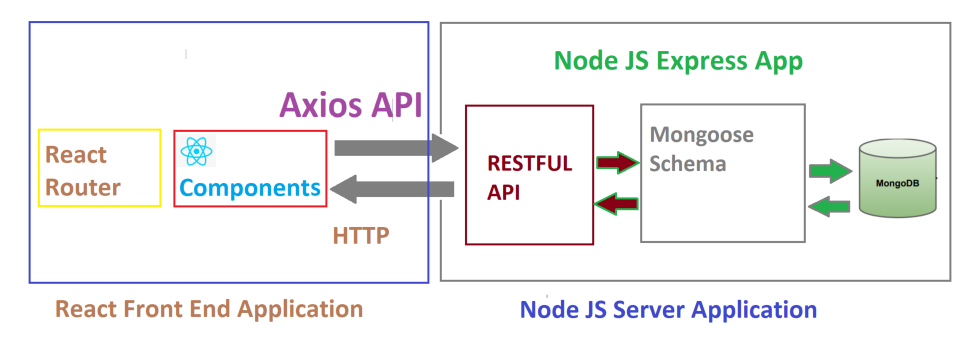 Node JS Express App
Axios API
React
Router
Components
HTTP
RESTFUL
API
Mongoose
Schema
MongoDB
React Front End Application
Node JS Server Application